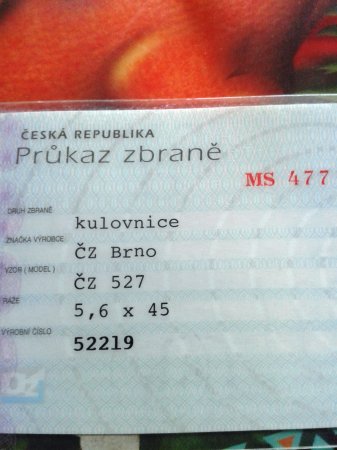 ČESKÁ REPUBLIKA
Průkaz zbraně
MS 477
DRUH ZBRANĚ
kulovnice
ZNAČKA VÝROBCE
ČZ Brno
VZOR ( MODEL )
ČZ 527
RÁŽE
5,6 x 45
VÝROBNÍ ČÍSLO
52219